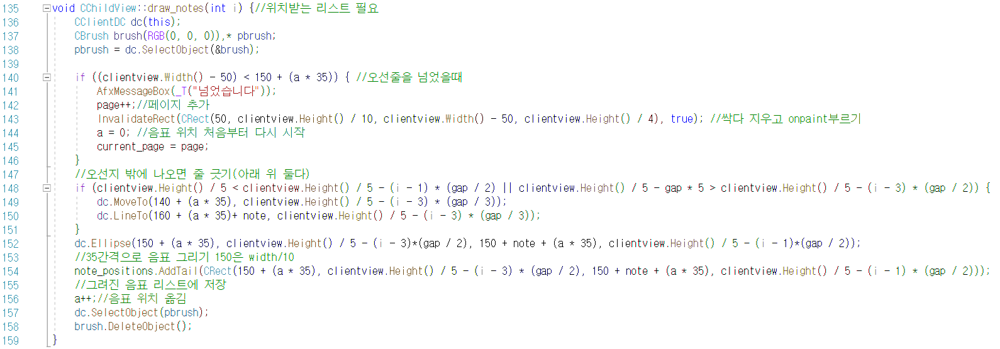 135 void CChildView::draw_notes(int i) {//위치받는 리스트 필요
136 CClientDC dc(this);
137 CBrush brush(RGB(0, 0, 0)),* pbrush;
138 pbrush = dc.SelectObject(&brush);
139
140 if ((clientview.Width() - 50) < 150 + (a * 35)) { //오선줄을 넘었을때
141 AfxMessageBox(_T("넘었습니다"));
142 page++;//페이지 추가
143 InvalidateRect(CRect(50, clientview.Height() / 10, clientview.Width() - 50, clientview.Height() / 4), true); //싹다 지우고 onpaint부르기
144 a = 0; //음표 위치 처음부터 다시 시작
145 current_page = page;
146 }
147 //오선지 밖에 나오면 줄 긋기(아래 위 둘다)
148 if (clientview.Height() / 5 < clientview.Height() / 5 - (i - 1) * (gap / 2) || clientview.Height() / 5 - gap * 5 > clientview.Height() / 5 - (i - 3) * (gap / 2)) {
149 dc.MoveTo(140 + (a * 35), clientview.Height() / 5 - (i - 3) * (gap / 3));
150 dc.LineTo(160 + (a * 35)+ note, clientview.Height() / 5 - (i - 3) * (gap / 3));
151 }
152 dc.Ellipse(150 + (a * 35), clientview.Height() / 5 - (i - 3)*(gap / 2), 150 + note + (a * 35), clientview.Height() / 5 - (i - 1)*(gap / 2));
153 //35간격으로 음표 그리기 150은 width/10
154 note_positions.AddTail(CRect(150 + (a * 35), clientview.Height() / 5 - (i - 3) * (gap / 2), 150 + note + (a * 35), clientview.Height() / 5 - (i - 1) * (gap / 2)));
155 //그려진 음표 리스트에 저장
156 a++;//음표 위치 옮김
157 dc.SelectObject(pbrush);
158 brush.DeleteObject();
159 }